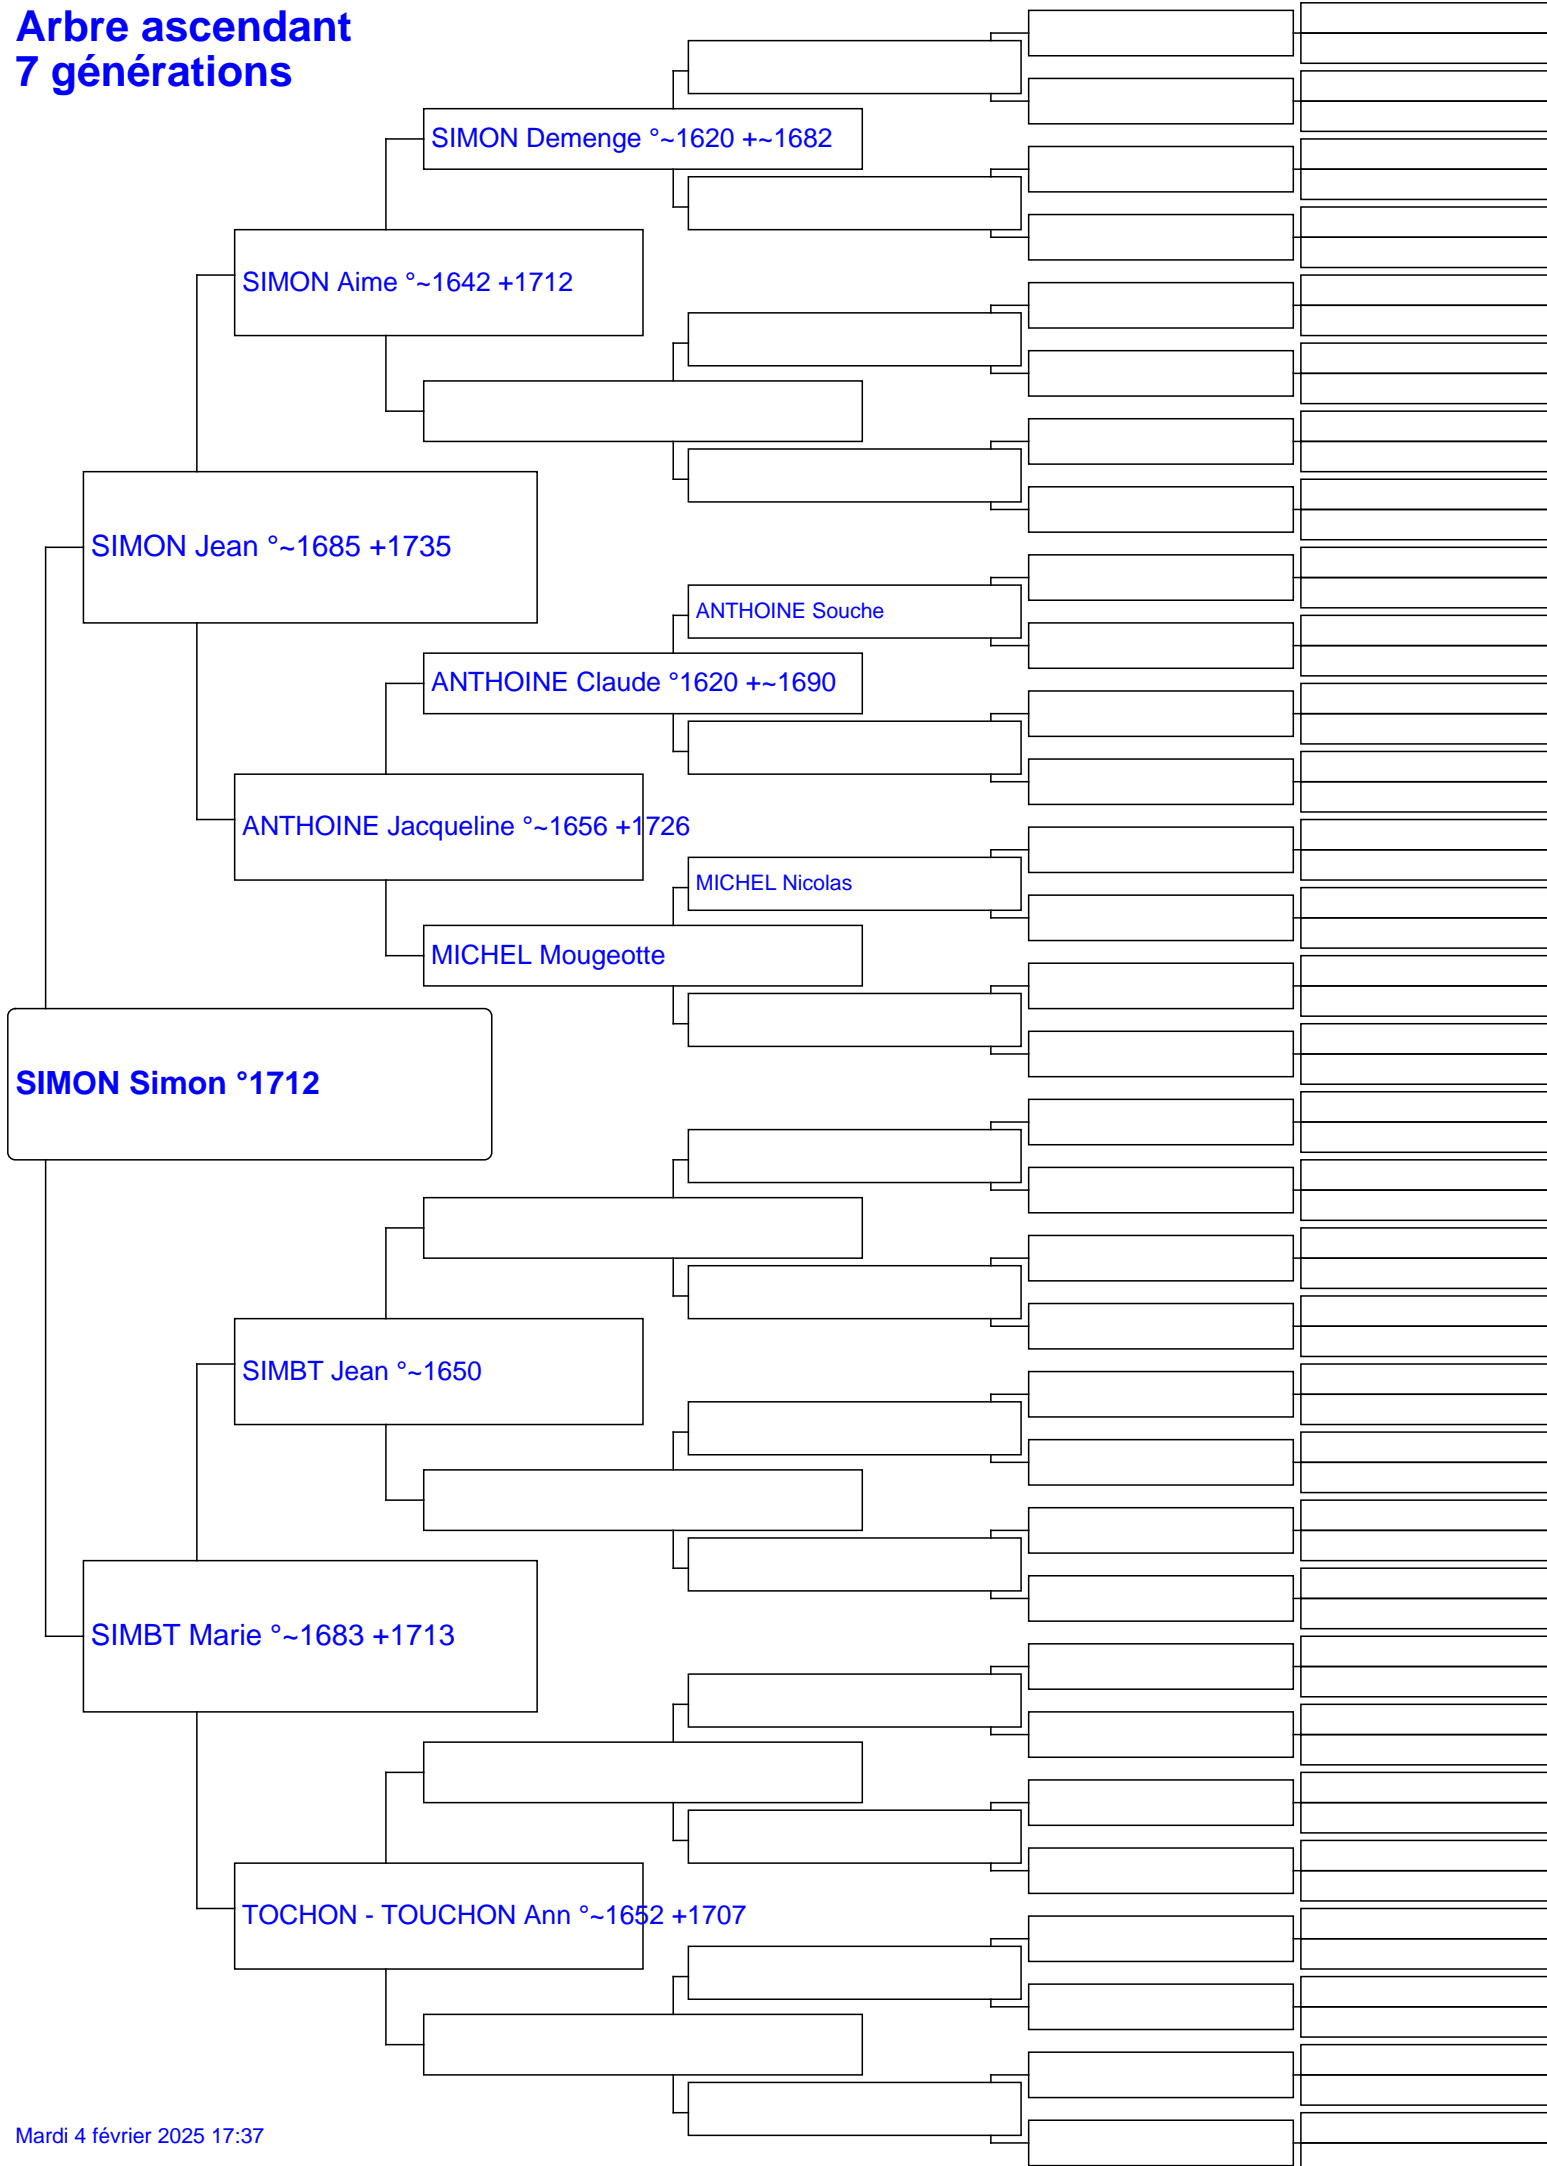 Arbre ascendant
7 générations
SIMON Demenge °~1620 +~1682
SIMON Aime °~1642 +1712
SIMON Jean °~1685 +1735
ANTHOINE Souche
ANTHOINE Claude °1620 +~1690
ANTHOINE Jacqueline °~1656 +1726
MICHEL Nicolas
MICHEL Mougeotte
SIMON Simon °1712
SIMBT Jean °~1650
SIMBT Marie °~1683 +1713
TOCHON - TOUCHON Ann °~1652 +1707
Mardi 4 février 2025 17:37